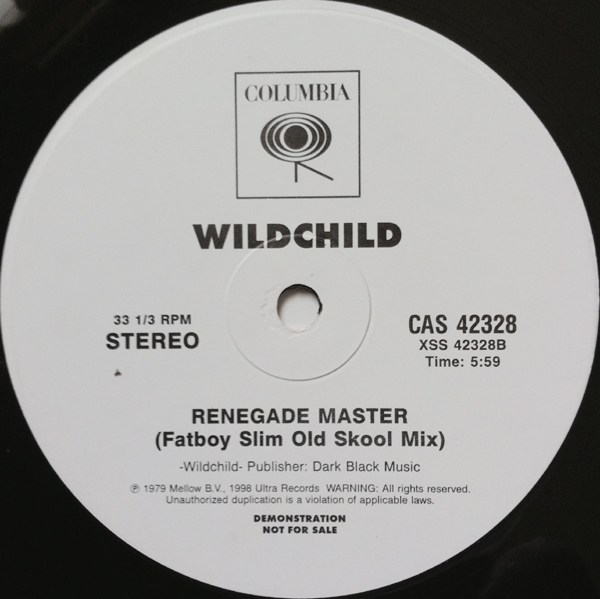 COLUMBIA
WILDCHILD
33 1/3 RPM
STEREO
CAS 42328
XSS 42328B
Time: 5:59
RENEGADE MASTER
(Fatboy Slim Old Skool Mix)
-Wildchild- Publisher: Dark Black Music
℗ 1979 Mellow B.V., 1998 Ultra Records WARNING: All rights reserved.
Unauthorized duplication is a violation of applicable laws.
DEMONSTRATION
NOT FOR SALE